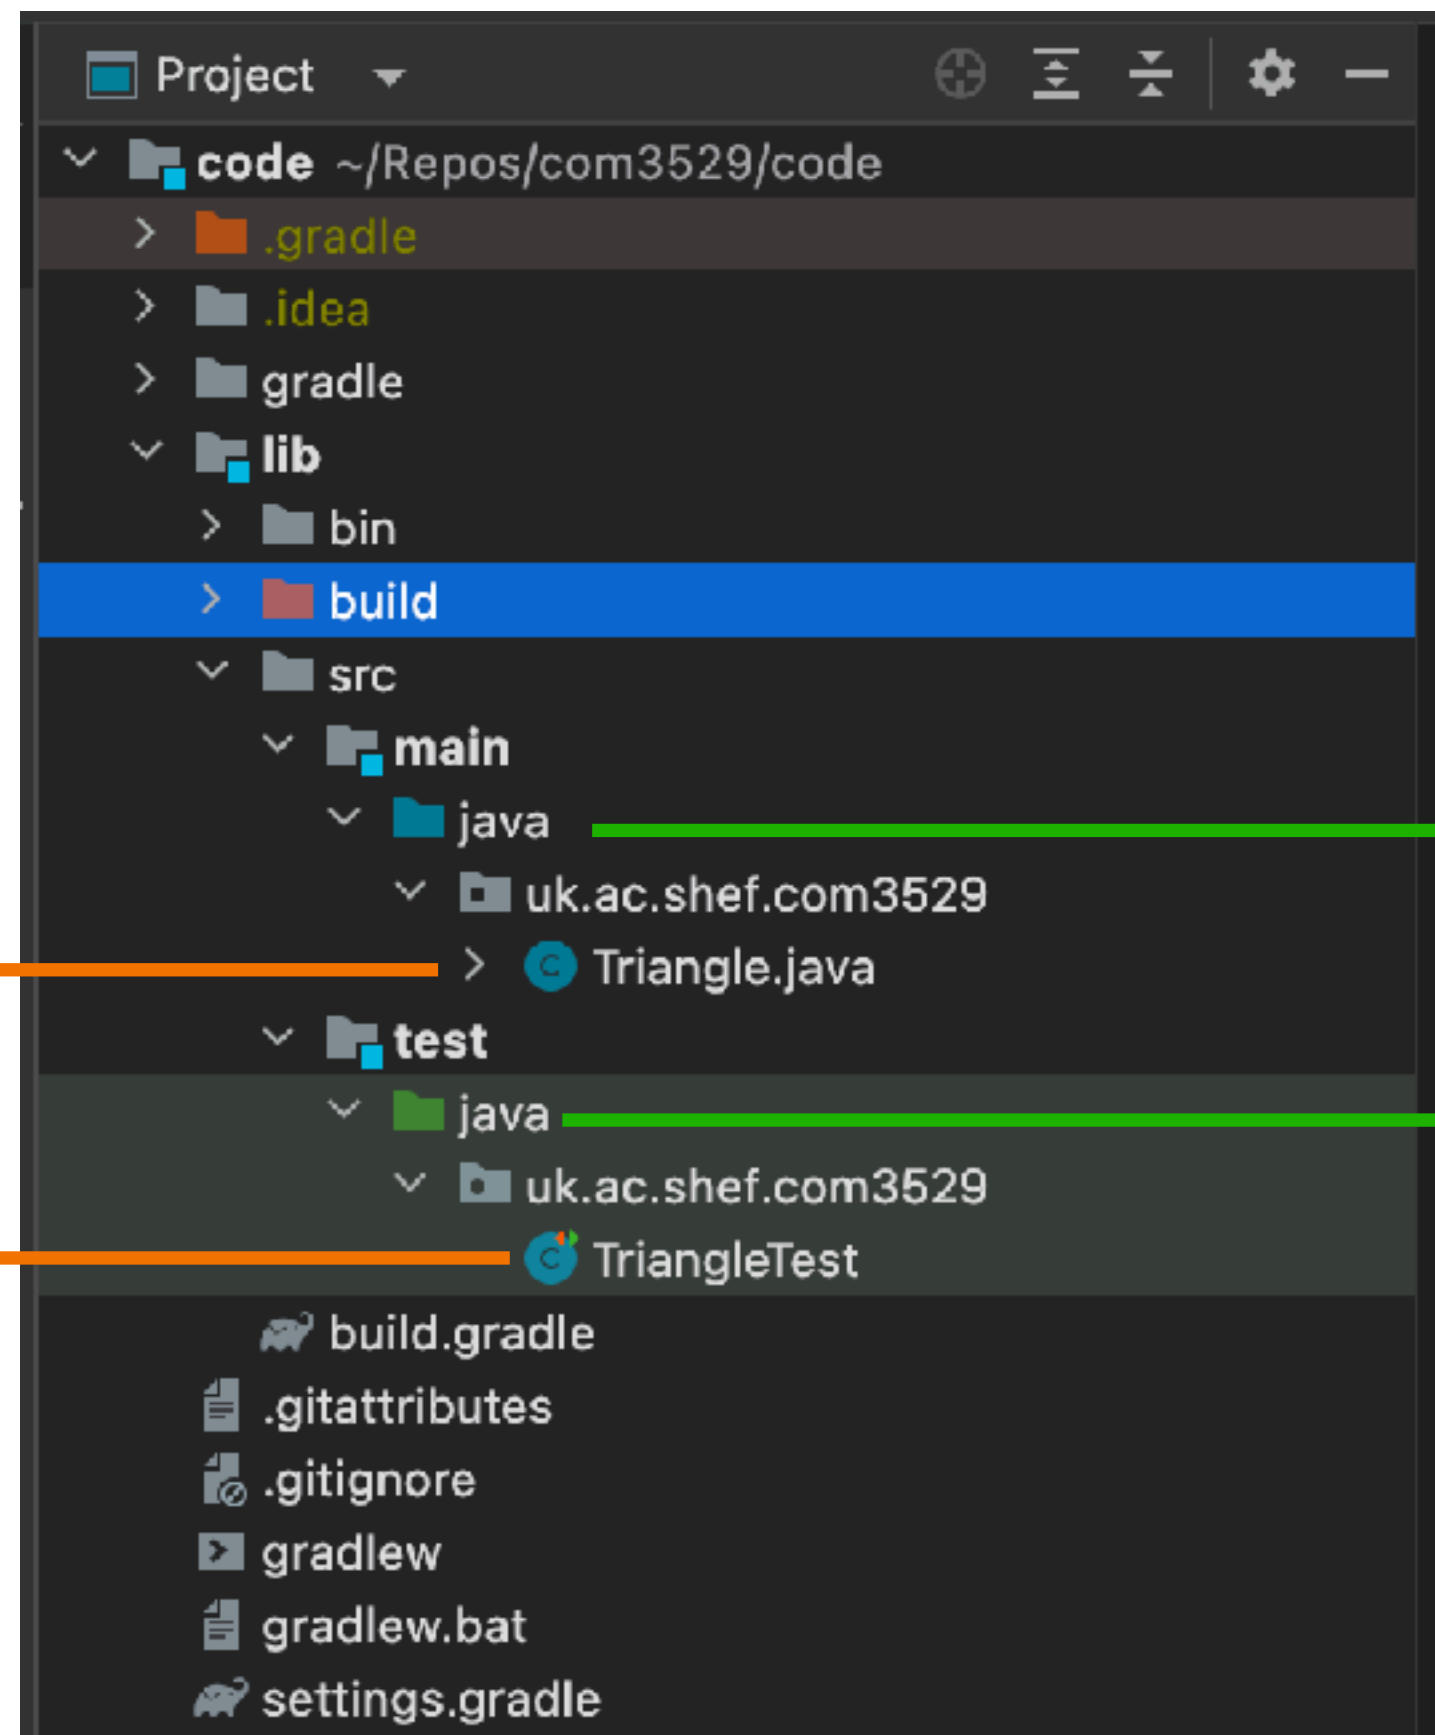 Project
code ~/Repos/com3529/code
.gradle
.idea
gradle
lib
bin
build
src
main
java
uk.ac.shef.com3529
Triangle.java
test
java
uk.ac.shef.com3529
TriangleTest
build.gradle
.gitattributes
.gitignore
gradlew
gradlew.bat
settings.gradle